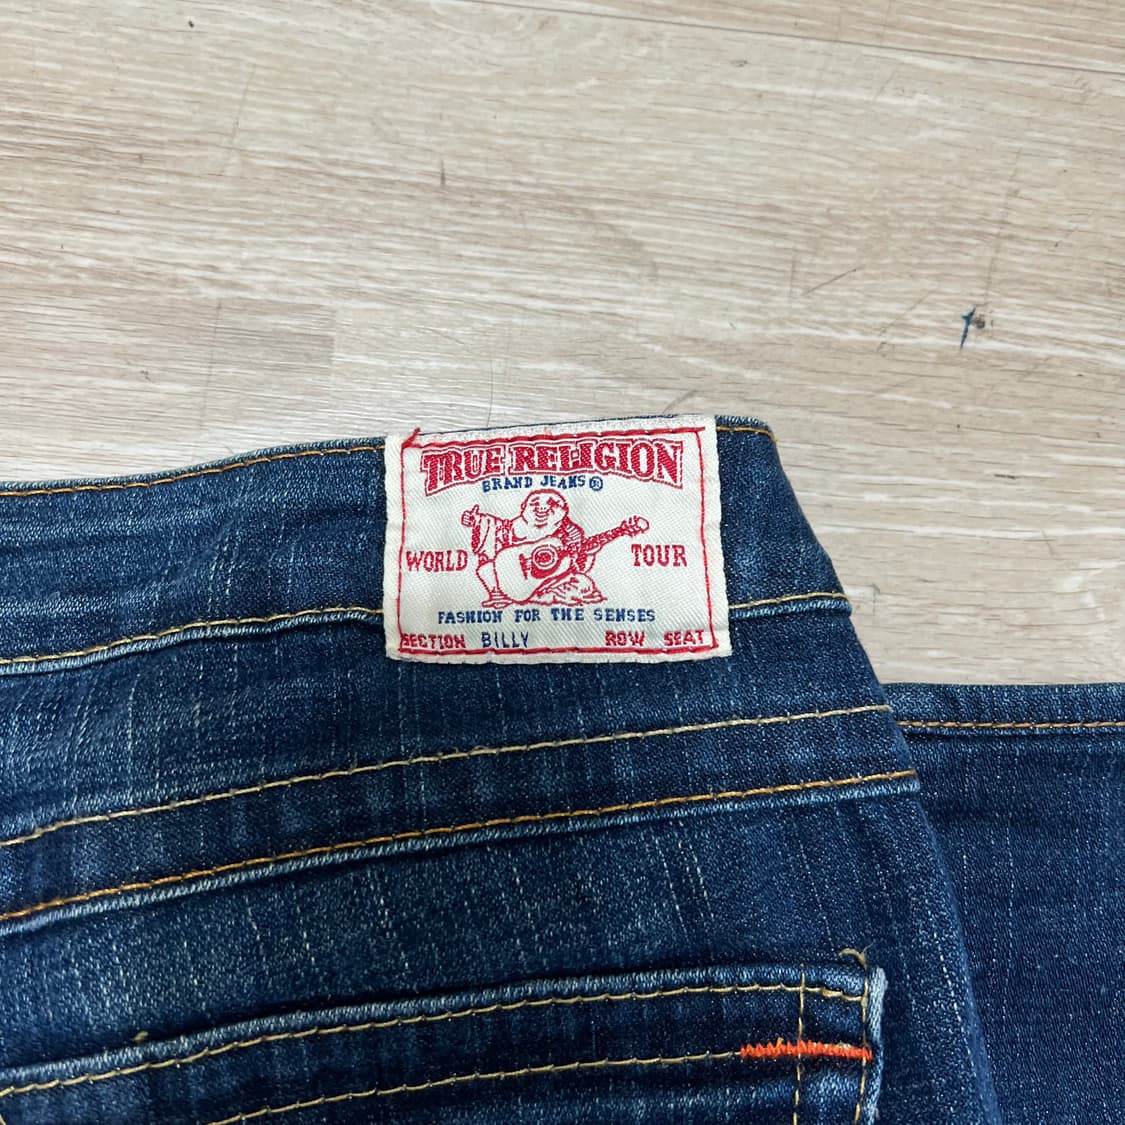 TRUE RELIGION
BRAND JEANS®
WORLD TOUR
FASHION FOR THE SENSES
SECTION BILLY ROW SEAT